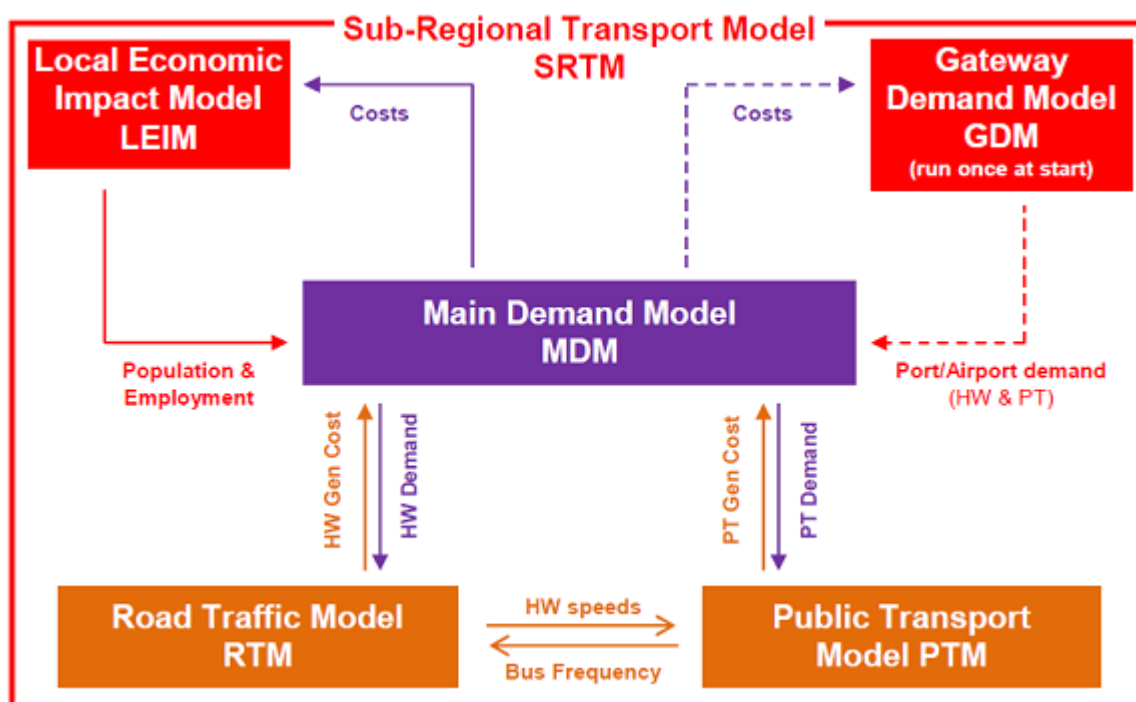 Sub-Regional Transport Model
SRTM
Local Economic
Impact Model
LEIM
Costs
Costs
Gateway
Demand Model
GDM
(run once at start)
Main Demand Model
MDM
Population &
Employment
Port/Airport demand
(HW & PT)
HW Gen Cost
HW Demand
PT Gen Cost
PT Demand
Road Traffic Model
RTM
HW speeds
Bus Frequency
Public Transport
Model PTM